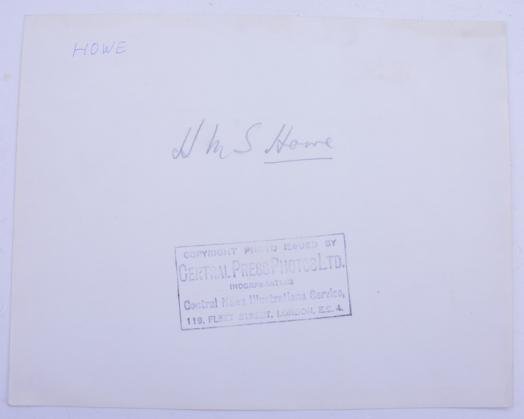 HOWE
H M S Howe
COPYRIGHT PHOTO ISSUED BY
CENTRAL PRESS PHOTOS LTD.
INCORPORATING
Central News Illustrations Service,
119, FLEET STREET, LONDON, E.C. 4.